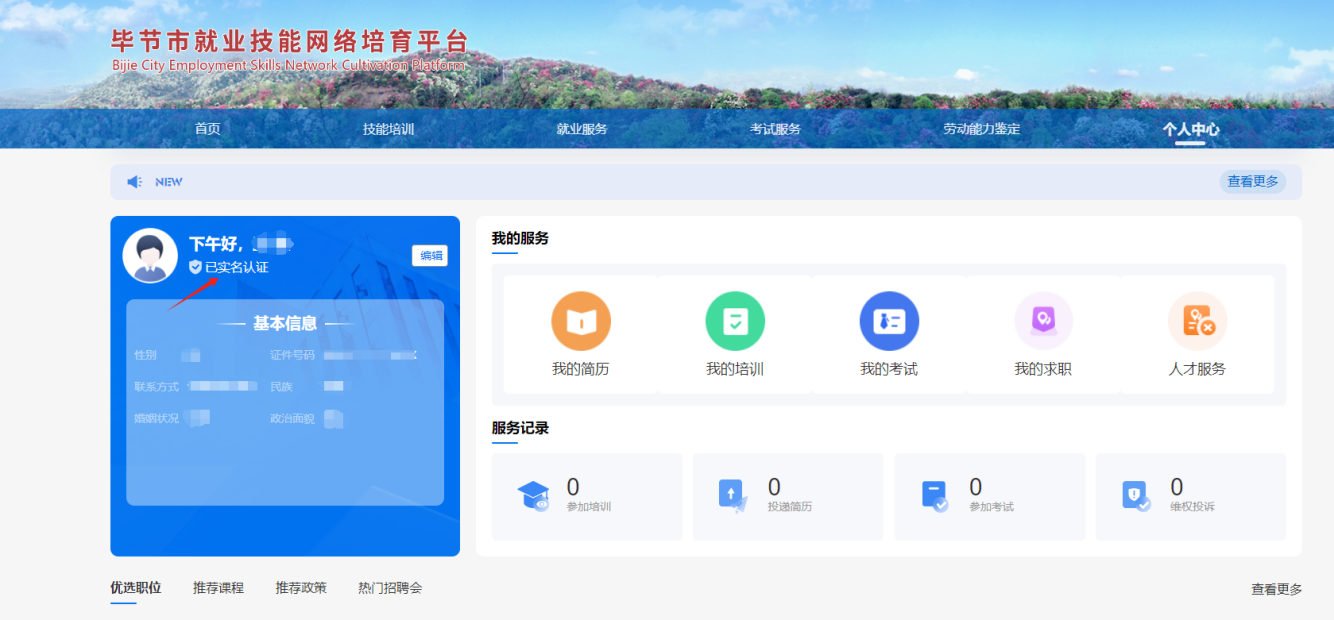 毕节市就业技能网络培育平台
Bijie City Employment Skills Network Cultivation Platform
首页 技能培训 就业服务 考试服务 劳动能力鉴定 个人中心
NEW 查看更多
下午好，
已实名认证
编辑
基本信息
性别 证件号码
联系方式 民族
婚姻状况 政治面貌
我的服务
我的简历 我的培训 我的考试 我的求职 人才服务
服务记录
0 0 0 0
参加培训 投递简历 参加考试 维权投诉
优选职位 推荐课程 推荐政策 热门招聘会 查看更多